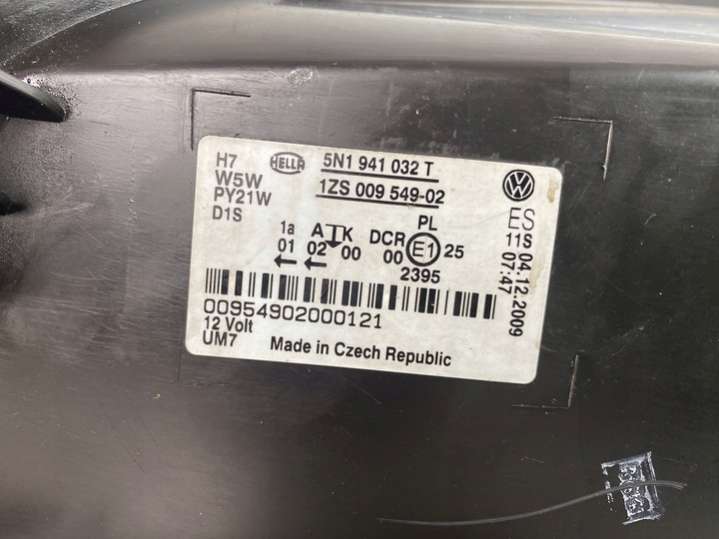 H7
W5W
PY21W
D1S
HELLA
5N1 941 032 T
1ZS 009 549-02
VW
ES
11S
04.12.2009
07:47
1a
01
A
02
K
00
DCR
00
PL
E1
25
2395
00954902000121
12 Volt
UM7
Made in Czech Republic